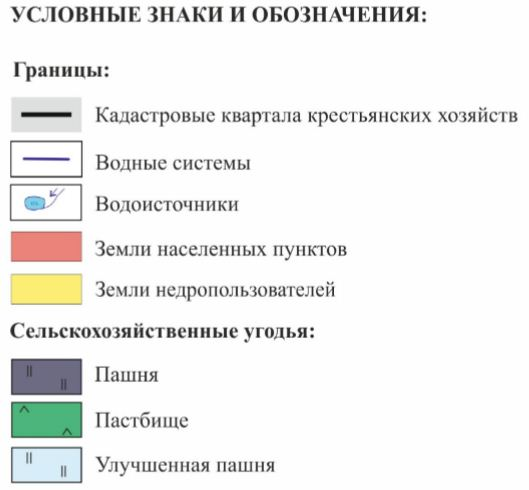 УСЛОВНЫЕ ЗНАКИ И ОБОЗНАЧЕНИЯ:
Границы:
Кадастровые квартала крестьянских хозяйств
Водные системы
Водоисточники
Земли населенных пунктов
Земли недропользователей
Сельскохозяйственные угодья:
Пашня
Пастбище
Улучшенная пашня